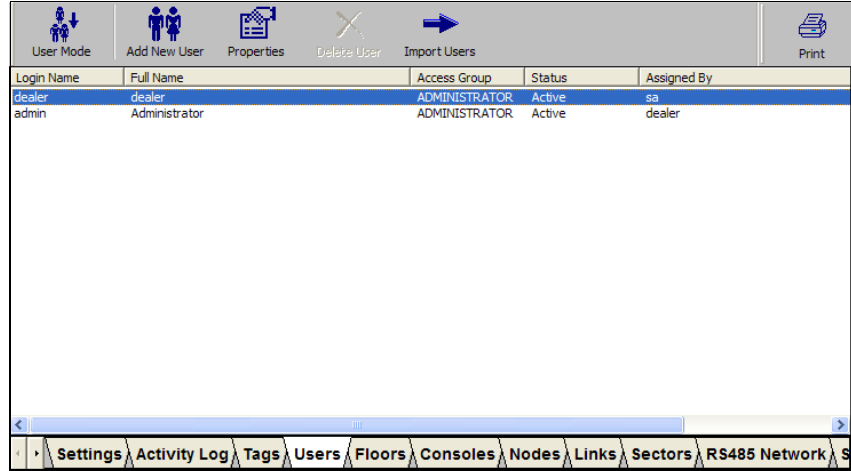 User Mode Add New User Properties Delete User Import Users Print
Login Name Full Name Access Group Status Assigned By
dealer dealer ADMINISTRATOR Active sa
admin Administrator ADMINISTRATOR Active dealer
Settings Activity Log Tags Users Floors Consoles Nodes Links Sectors RS485 Network S